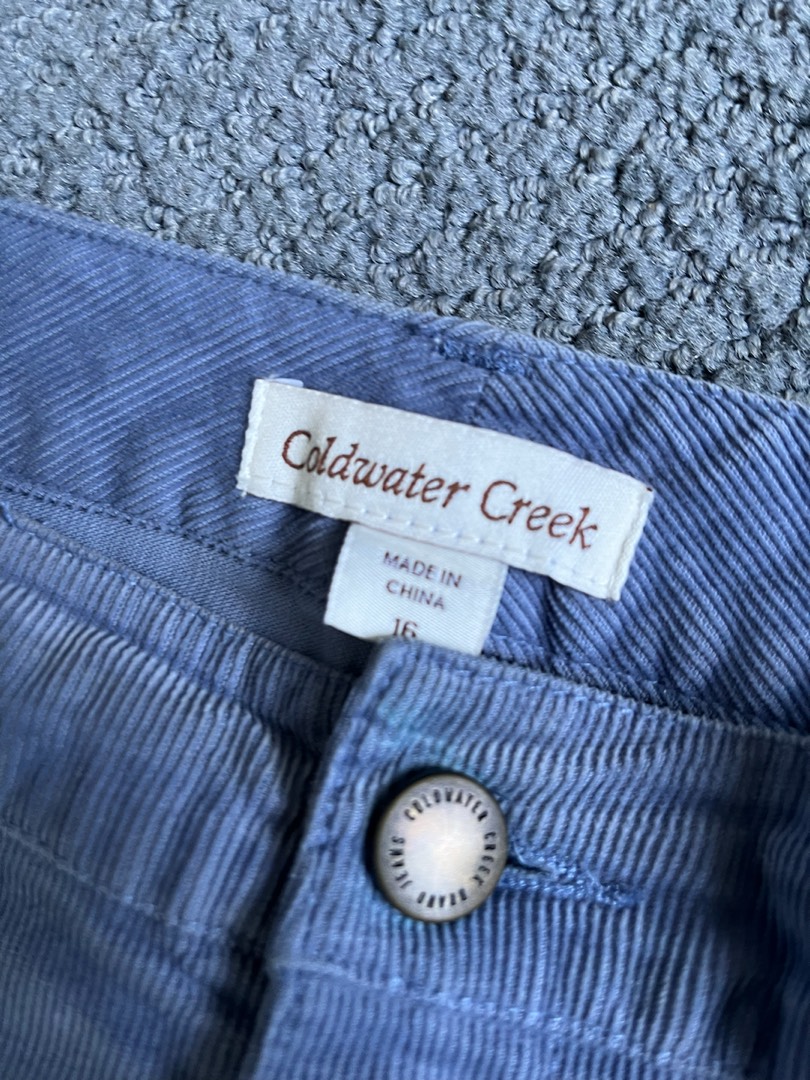 Coldwater Creek
MADE IN
CHINA
16
COLDWATER CREEK BRAND JEANS